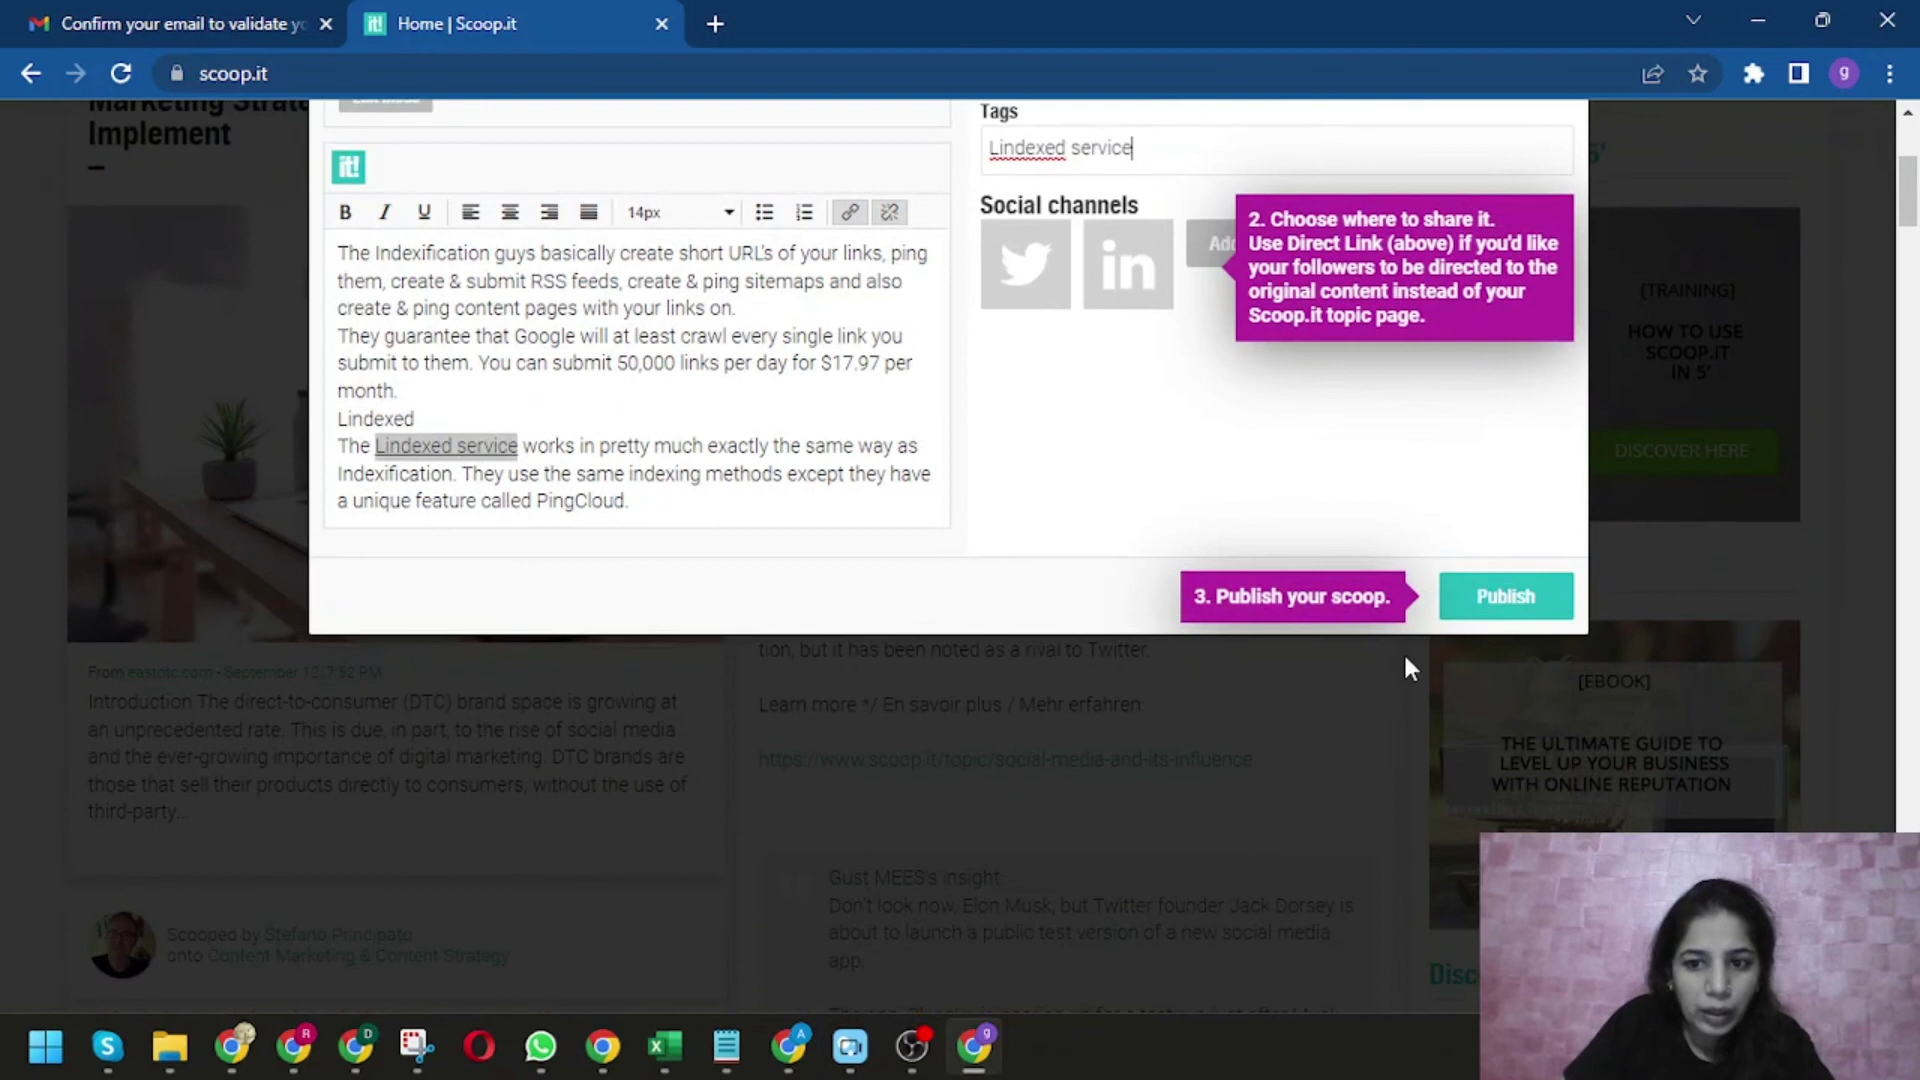 Confirm your email to validate yo
it!
Home | Scoop.it
scoop.it
g
Implement
–
Tags
Lindexed service
it!
B I U
14px
Social channels
in
2. Choose where to share it.
Use Direct Link (above) if you'd like
your followers to be directed to the
original content instead of your
Scoop.it topic page.
The Indexification guys basically create short URL's of your links, ping
them, create & submit RSS feeds, create & ping sitemaps and also
create & ping content pages with your links on.
They guarantee that Google will at least crawl every single link you
submit to them. You can submit 50,000 links per day for $17.97 per
month.
Lindexed
The Lindexed service works in pretty much exactly the same way as
Indexification. They use the same indexing methods except they have
a unique feature called PingCloud.
5'
[TRAINING]
HOW TO USE
SCOOP.IT
IN 5'
DISCOVER HERE
3. Publish your scoop.
Publish
From eastotc.com - September 12, 7:52 PM
Introduction The direct-to-consumer (DTC) brand space is growing at
an unprecedented rate. This is due, in part, to the rise of social media
and the ever-growing importance of digital marketing. DTC brands are
those that sell their products directly to consumers, without the use of
third-party...
tion, but it has been noted as a rival to Twitter.
Learn more */ En savoir plus / Mehr erfahren:
https://www.scoop.it/topic/social-media-and-its-influence
[EBOOK]
THE ULTIMATE GUIDE TO
LEVEL UP YOUR BUSINESS
WITH ONLINE REPUTATION
Scooped by Stefano Principato
onto Content Marketing & Content Strategy
Gust MEES's insight:
Don't look now, Elon Musk, but Twitter founder Jack Dorsey is
about to launch a public test version of a new social media
app.
Disc
R
D
A
g